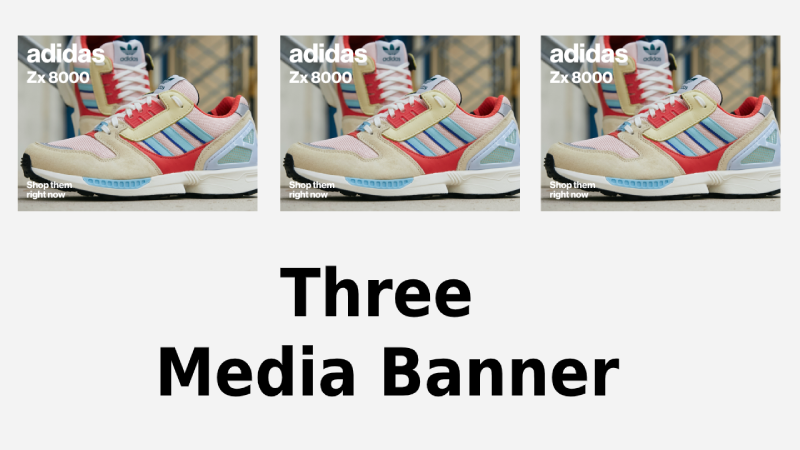 adidas
Zx 8000
Shop them
right now
adidas
Zx 8000
Shop them
right now
adidas
Zx 8000
Shop them
right now
Three
Media Banner